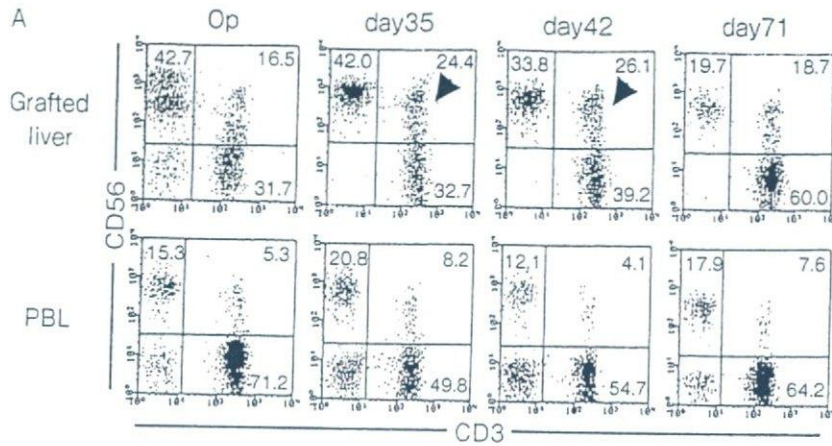 A
Op day35 day42 day71
Grafted liver
42.7 16.5 31.7
42.0 24.4 32.7
33.8 26.1 39.2
19.7 18.7 60.0
CD56
PBL
15.3 5.3 71.2
20.8 8.2 49.8
12.1 4.1 54.7
17.9 7.6 64.2
CD3